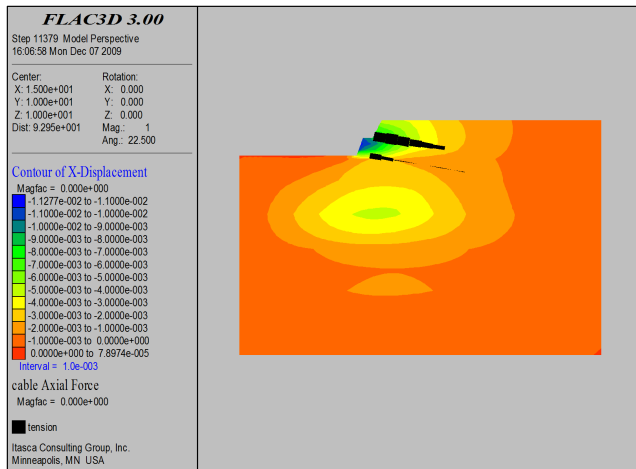 FLAC3D 3.00
Step 11379 Model Perspective
16:06:58 Mon Dec 07 2009
Center: Rotation:
X: 1.500e+001 X: 0.000
Y: 1.000e+001 Y: 0.000
Z: 1.000e+001 Z: 0.000
Dist: 9.295e+001 Mag.: 1
Ang.: 22.500
Contour of X-Displacement
Magfac = 0.000e+000
-1.1277e-002 to -1.1000e-002
-1.1000e-002 to -1.0000e-002
-1.0000e-002 to -9.0000e-003
-9.0000e-003 to -8.0000e-003
-8.0000e-003 to -7.0000e-003
-7.0000e-003 to -6.0000e-003
-6.0000e-003 to -5.0000e-003
-5.0000e-003 to -4.0000e-003
-4.0000e-003 to -3.0000e-003
-3.0000e-003 to -2.0000e-003
-2.0000e-003 to -1.0000e-003
-1.0000e-003 to 0.0000e+000
0.0000e+000 to 7.8974e-005
Interval = 1.0e-003
cable Axial Force
Magfac = 0.000e+000
tension
Itasca Consulting Group, Inc.
Minneapolis, MN USA